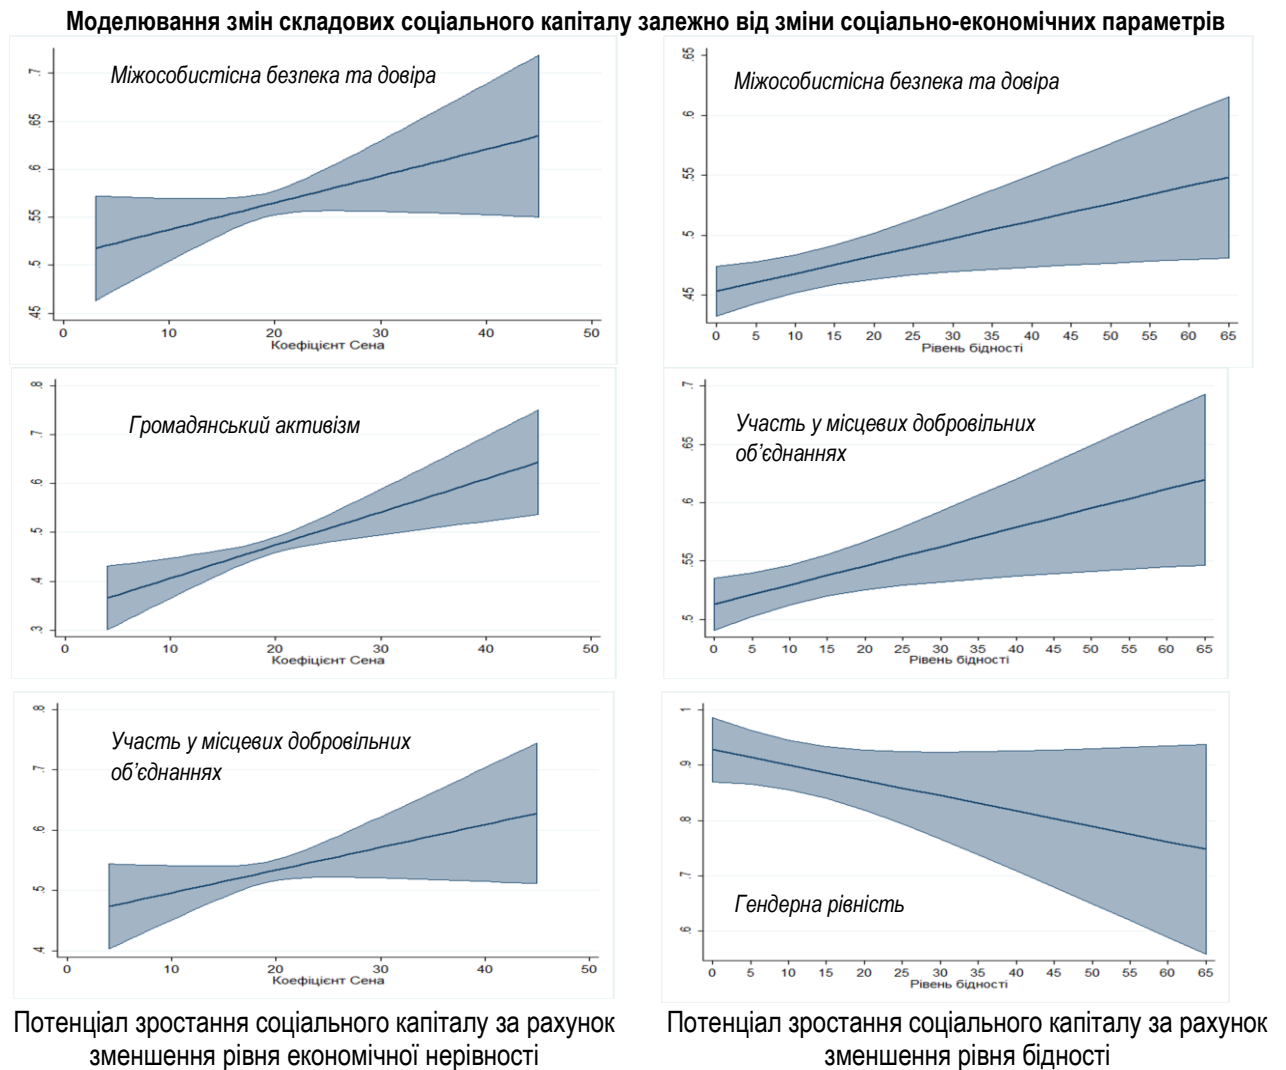 Моделювання змін складових соціального капіталу залежно від зміни соціально-економічних параметрів
Міжособистісна безпека та довіра
.7
.65
.6
.55
.5
.45
0 10 20 30 40 50
Коефіцієнт Сена
Міжособистісна безпека та довіра
.65
.6
.55
.5
.45
0 5 10 15 20 25 30 35 40 45 50 55 60 65
Рівень бідності
Громадянський активізм
.8
.7
.6
.5
.4
.3
0 10 20 30 40 50
Коефіцієнт Сена
Участь у місцевих добровільних
об’єднаннях
.7
.65
.6
.55
.5
0 5 10 15 20 25 30 35 40 45 50 55 60 65
Рівень бідності
Участь у місцевих добровільних
об’єднаннях
.8
.7
.6
.5
.4
0 10 20 30 40 50
Коефіцієнт Сена
1
.9
.8
.7
.6
Гендерна рівність
0 5 10 15 20 25 30 35 40 45 50 55 60 65
Рівень бідності
Потенціал зростання соціального капіталу за рахунок
зменшення рівня економічної нерівності
Потенціал зростання соціального капіталу за рахунок
зменшення рівня бідності